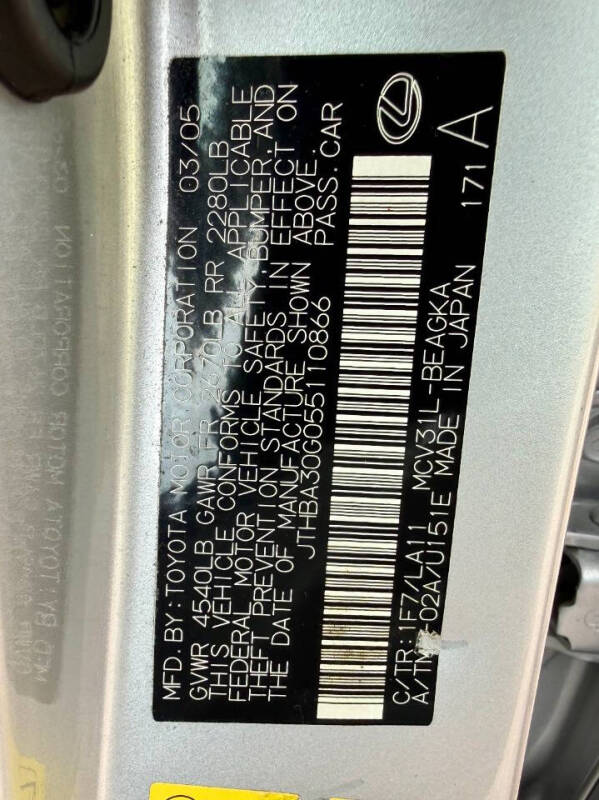 MFD. BY: TOYOTA MOTOR CORPORATION 03/05
GVWR 4540LB GAWR FR 2670LB RR 2280LB
THIS VEHICLE CONFORMS TO ALL APPLICABLE
FEDERAL MOTOR VEHICLE SAFETY, BUMPER, AND
THEFT PREVENTION STANDARDS IN EFFECT ON
THE DATE OF MANUFACTURE SHOWN ABOVE.
JTHBA30G055110866 PASS. CAR
C/TR: 1F7/LA11 MCV31L-BEAGKA 171
A/TM -02A/U151E MADE IN JAPAN A